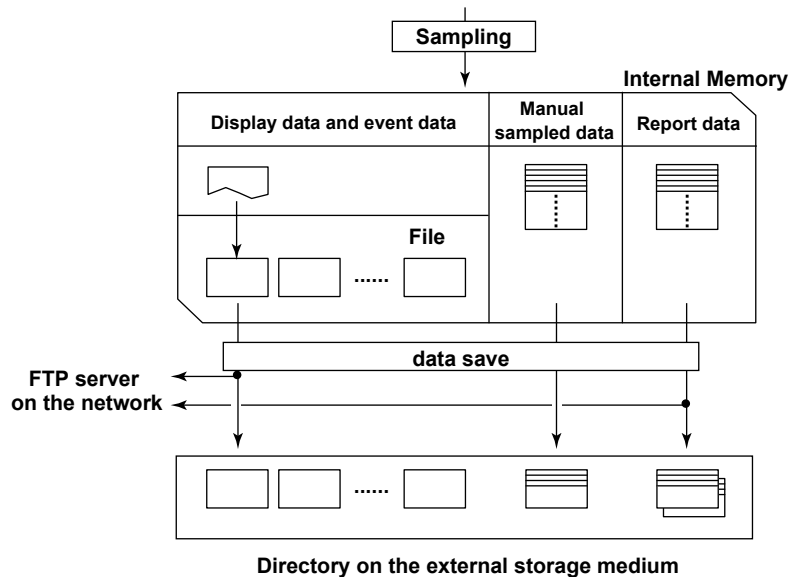 Sampling
Internal Memory
Display data and event data
Manual
sampled data
Report data
File
......
data save
FTP server
on the network
......
Directory on the external storage medium